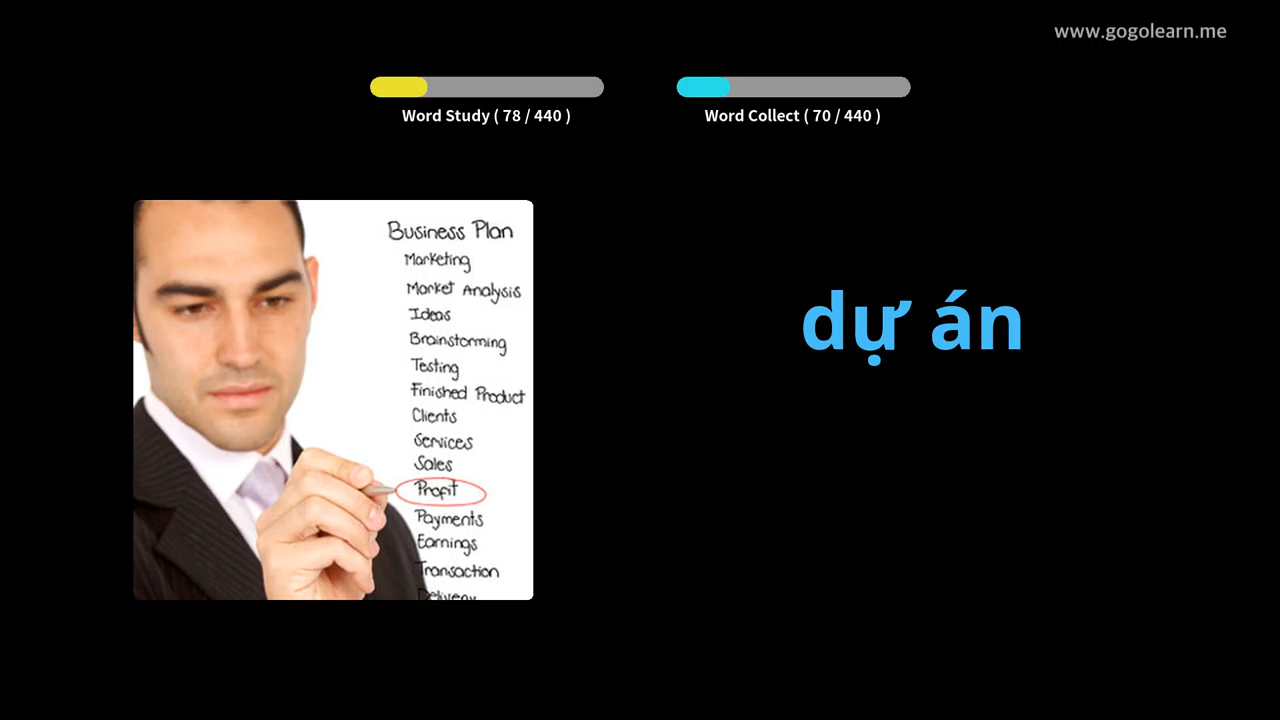 www.gogolearn.me
Word Study ( 78 / 440 )
Word Collect ( 70 / 440 )
Business Plan
Marketing
Market Analysis
Ideas
Brainstorming
Testing
Finished Product
Clients
Services
Sales
Profit
Payments
Earnings
Transaction
Delivery
dự án